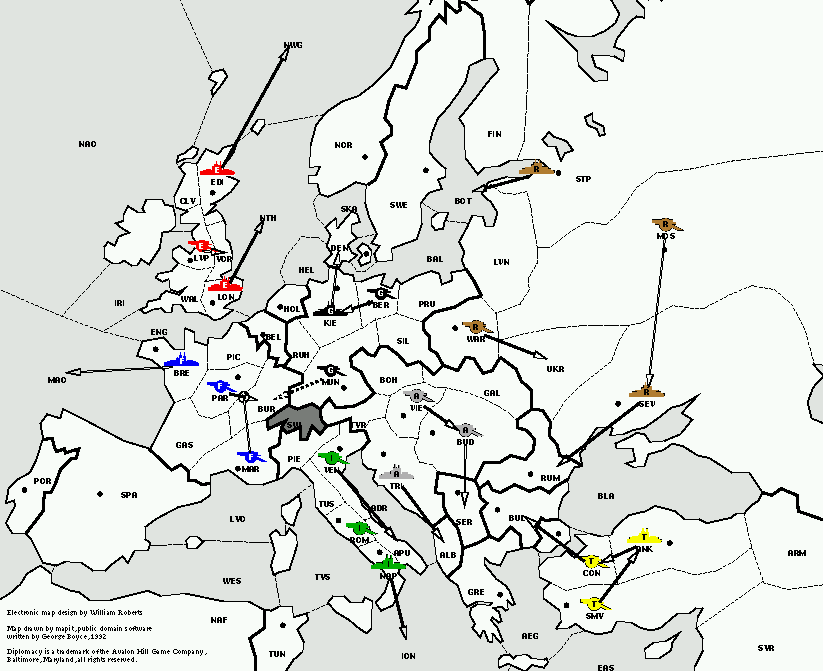 NWG
NAO
NOR
FIN
STP
E
R
EDI
CLV
SKA
SWE
BOT
NTH
R
MOS
E
LVP
YOR
DEN
HEL
BAL
LVN
IRI
WAL
E
LON
HOL
G
KIE
G
BER
PRU
ENG
BEL
RUH
SIL
R
WAR
UKR
F
BRE
PIC
MAO
F
PAR
BUR
G
MUN
BOH
GAL
R
SEV
SWI
A
VIE
TYR
A
BUD
GAS
F
MAR
PIE
I
VEN
A
TRI
RUM
POR
SPA
TUS
ADR
SER
BUL
BLA
LYO
I
ROM
APU
ALB
T
ANK
ARM
I
NAP
T
CON
WES
TYS
GRE
T
SMY
Electronic map design by William Roberts
NAF
Map drawn by mapit,public domain software
written by George Boyce,1992
AEG
ION
Diplomacy is a trademark of the Avalon Hill Game Company,
Baltimore,Maryland,all rights reserved.
TUN
SYR
EAS